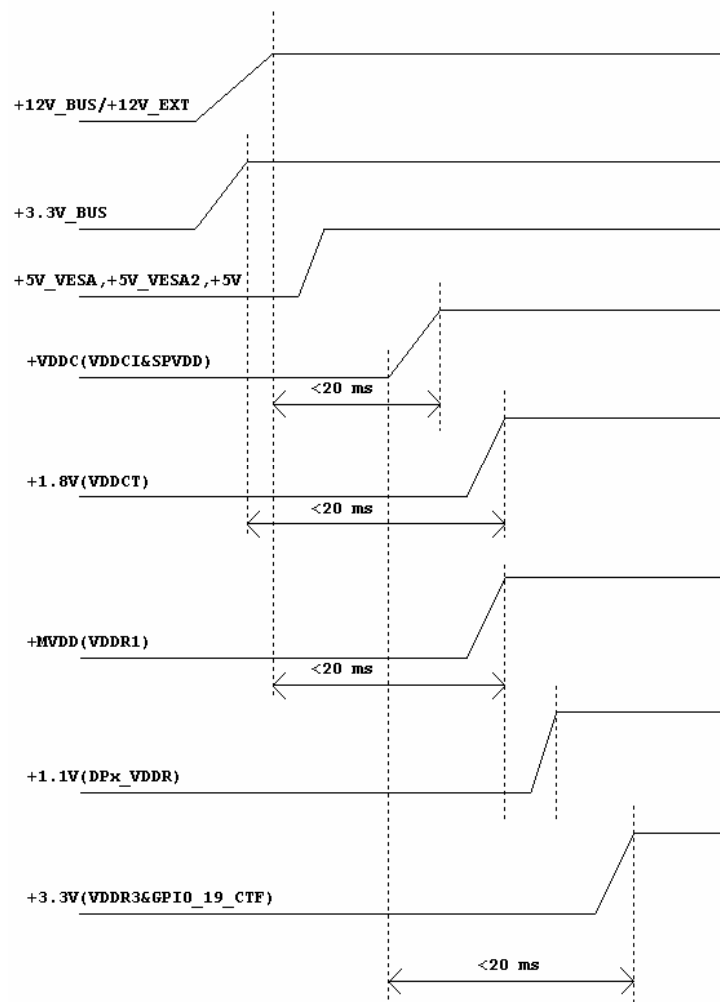 +12V_BUS/+12V_EXT
+3.3V_BUS
+5V_VESA,+5V_VESA2,+5V
+VDDC(VDDCI&SPVDD)
<20 ms
+1.8V(VDDCT)
<20 ms
+MVDD(VDDR1)
<20 ms
+1.1V(DPx_VDDR)
+3.3V(VDDR3&GPIO_19_CTF)
<20 ms